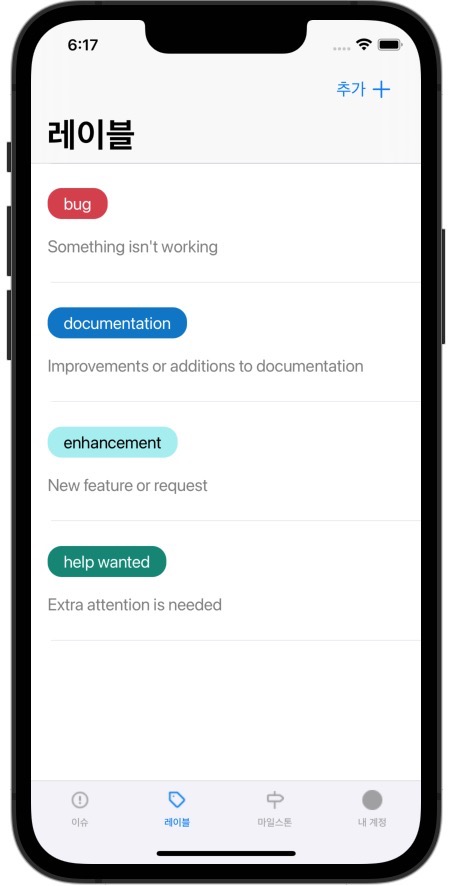 6:17
추가
레이블
bug
Something isn't working
documentation
Improvements or additions to documentation
enhancement
New feature or request
help wanted
Extra attention is needed
이슈
레이블
마일스톤
내 계정